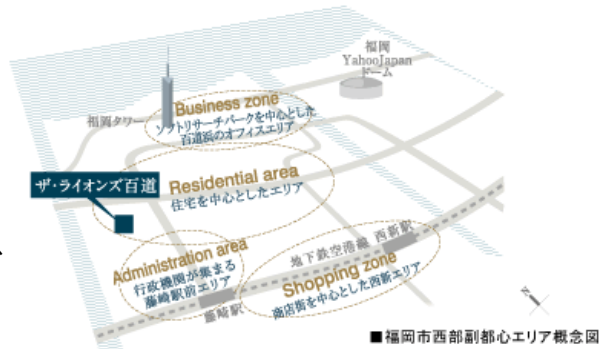 福岡
YahooJapan
ドーム
福岡タワー
Business zone
ソフトリサーチパークを中心とした
百道浜のオフィスエリア
ザ・ライオンズ百道
Residential area
住宅を中心としたエリア
Administration area
行政機関が集まる
藤崎駅前エリア
地下鉄空港線 西新駅
Shopping zone
商店街を中心とした西新エリア
藤崎駅
N
■福岡市西部副都心エリア概念図